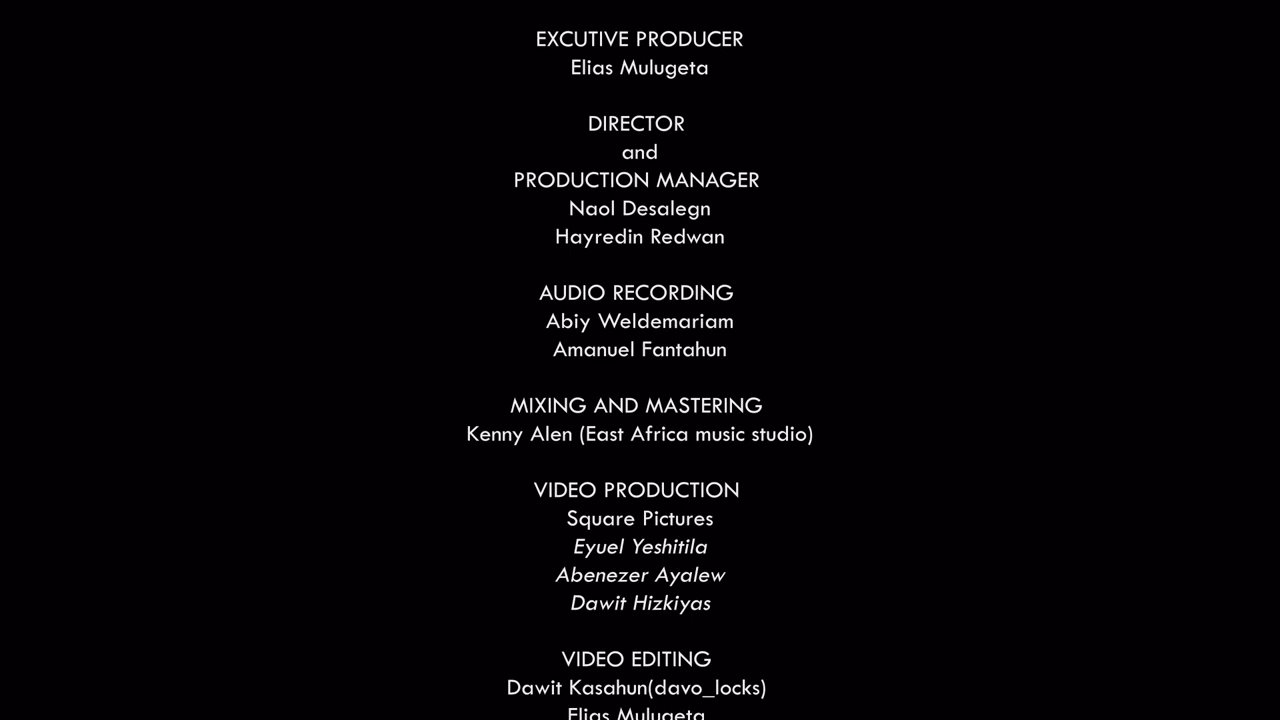 EXCUTIVE PRODUCER
Elias Mulugeta
DIRECTOR
and
PRODUCTION MANAGER
Naol Desalegn
Hayredin Redwan
AUDIO RECORDING
Abiy Weldemariam
Amanuel Fantahun
MIXING AND MASTERING
Kenny Alen (East Africa music studio)
VIDEO PRODUCTION
Square Pictures
Eyuel Yeshitila
Abenezer Ayalew
Dawit Hizkiyas
VIDEO EDITING
Dawit Kasahun(davo_locks)
Elias Mulugeta